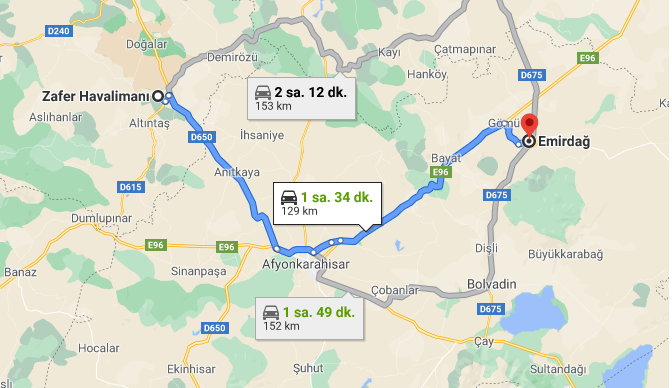 D240
Doğalar
Demirözü
Kayı
Çatmapınar
E96
Hanköy
D675
2 sa. 12 dk.
153 km
Zafer Havalimanı
Aslıhanlar
Altıntaş
D650
İhsaniye
Emirdağ
Bayat
E96
Anıtkaya
D615
1 sa. 34 dk.
129 km
D675
Dumlupınar
E96
E96
Dişli
Büyükkarabağ
Banaz
Sinanpaşa
Afyonkarahisar
Çobanlar
Bolvadin
1 sa. 49 dk.
152 km
D675
D650
Çay
Hocalar
Ekinhisar
Şuhut
Sultandağı